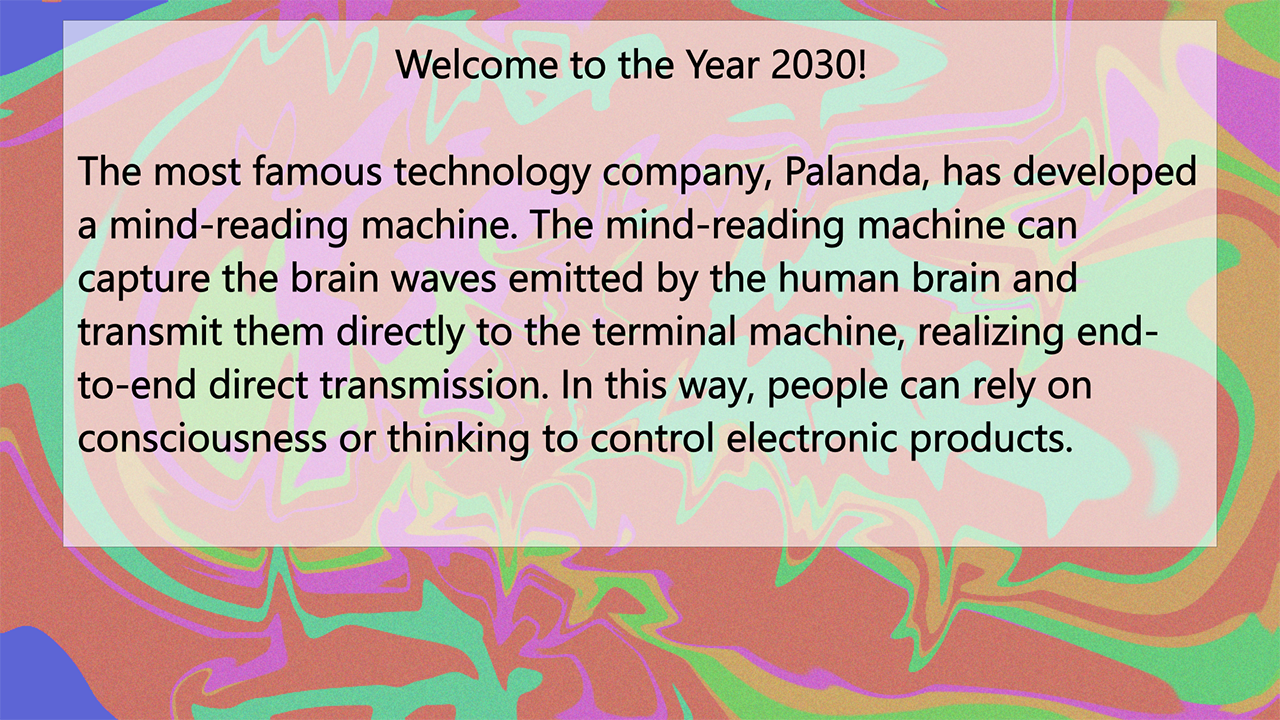 Welcome to the Year 2030!
The most famous technology company, Palanda, has developed
a mind-reading machine. The mind-reading machine can
capture the brain waves emitted by the human brain and
transmit them directly to the terminal machine, realizing end-
to-end direct transmission. In this way, people can rely on
consciousness or thinking to control electronic products.